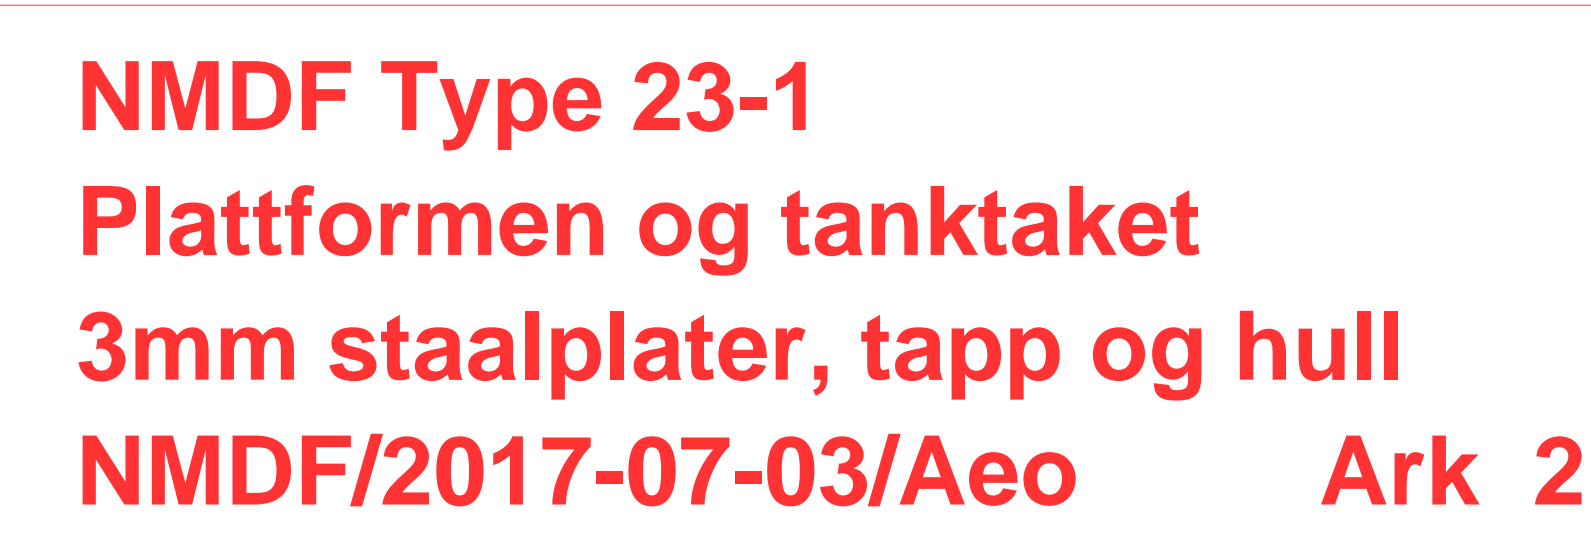 NMDF Type 23-1
Plattformen og tanktaket
3mm staalplater, tapp og hull
NMDF/2017-07-03/Aeo Ark 2